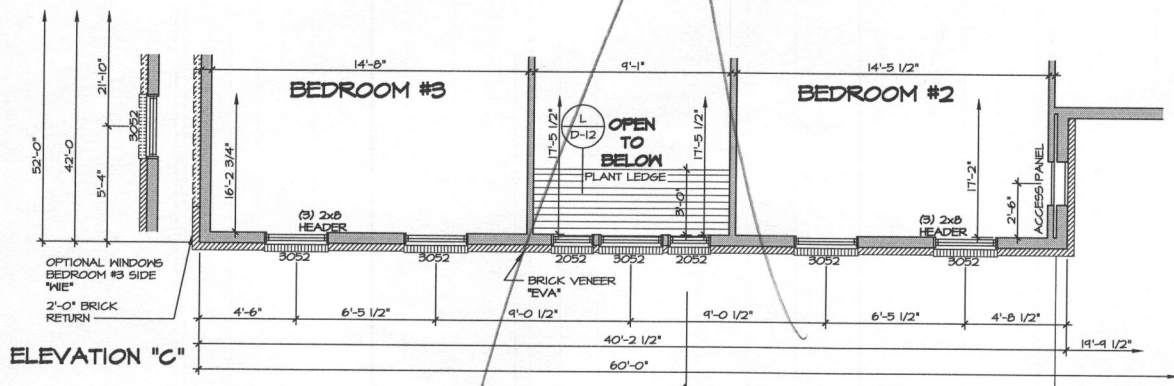 14'-8"
9'-1"
14'-5 1/2"
BEDROOM #3
BEDROOM #2
52'-0"
42'-0
21'-10"
3052
5'-4"
16'-2 3/4"
17'-5 1/2"
L
D-12
OPEN
TO
BELOW
PLANT LEDGE
3'-0"
17'-5 1/2"
17'-2"
2'-6"
ACCESS PANEL
(3) 2x8
HEADER
(3) 2x8
HEADER
3052
3052
2052
3052
2052
3052
3052
OPTIONAL WINDOWS
BEDROOM #3 SIDE
"WIE"
2'-0" BRICK
RETURN
BRICK VENEER
"EVA"
4'-6"
6'-5 1/2"
9'-0 1/2"
9'-0 1/2"
6'-5 1/2"
4'-8 1/2"
40'-2 1/2"
19'-9 1/2"
60'-0"
ELEVATION "C"